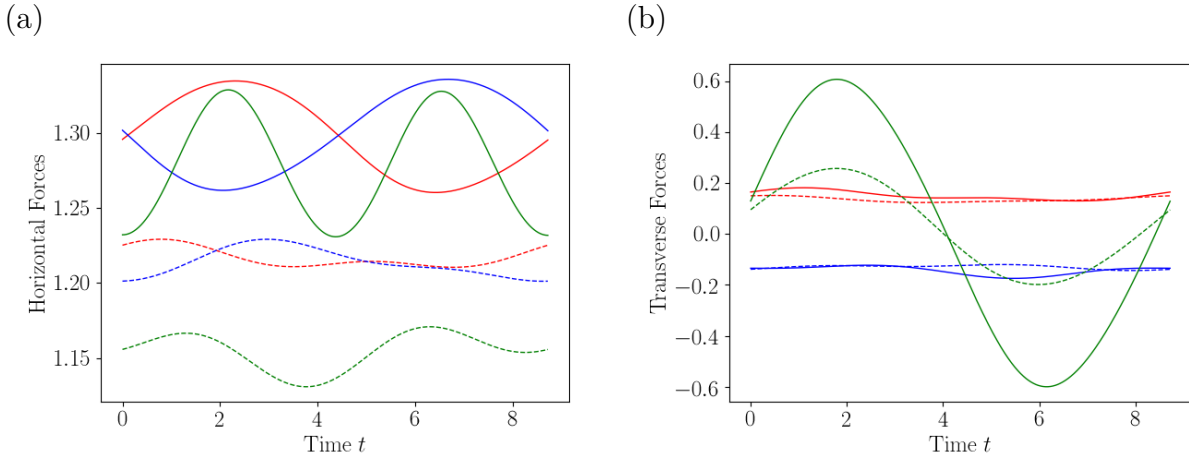 (a)
Horizontal Forces
1.30
1.25
1.20
1.15
0 2 4 6 8
Time t
(b)
Transverse Forces
0.6
0.4
0.2
0.0
−0.2
−0.4
−0.6
0 2 4 6 8
Time t